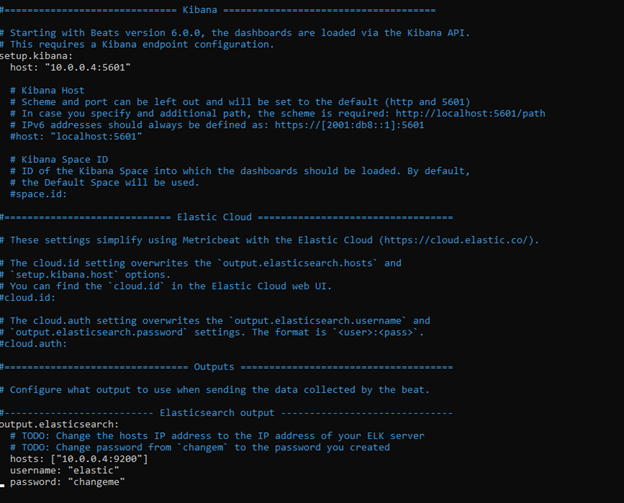 #============================== Kibana =====================================

# Starting with Beats version 6.0.0, the dashboards are loaded via the Kibana API.
# This requires a Kibana endpoint configuration.
setup.kibana:
  host: "10.0.0.4:5601"

  # Kibana Host
  # Scheme and port can be left out and will be set to the default (http and 5601)
  # In case you specify and additional path, the scheme is required: http://localhost:5601/path
  # IPv6 addresses should always be defined as: https://[2001:db8::1]:5601
  #host: "localhost:5601"

  # Kibana Space ID
  # ID of the Kibana Space into which the dashboards should be loaded. By default,
  # the Default Space will be used.
  #space.id:

#============================= Elastic Cloud ==================================

# These settings simplify using Metricbeat with the Elastic Cloud (https://cloud.elastic.co/).

# The cloud.id setting overwrites the `output.elasticsearch.hosts` and
# `setup.kibana.host` options.
# You can find the `cloud.id` in the Elastic Cloud web UI.
#cloud.id:

# The cloud.auth setting overwrites the `output.elasticsearch.username` and
# `output.elasticsearch.password` settings. The format is `<user>:<pass>`.
#cloud.auth:

#================================ Outputs =====================================

# Configure what output to use when sending the data collected by the beat.

#-------------------------- Elasticsearch output ------------------------------
output.elasticsearch:
  # TODO: Change the hosts IP address to the IP address of your ELK server
  # TODO: Change password from `changem` to the password you created
  hosts: ["10.0.0.4:9200"]
  username: "elastic"
  password: "changeme"